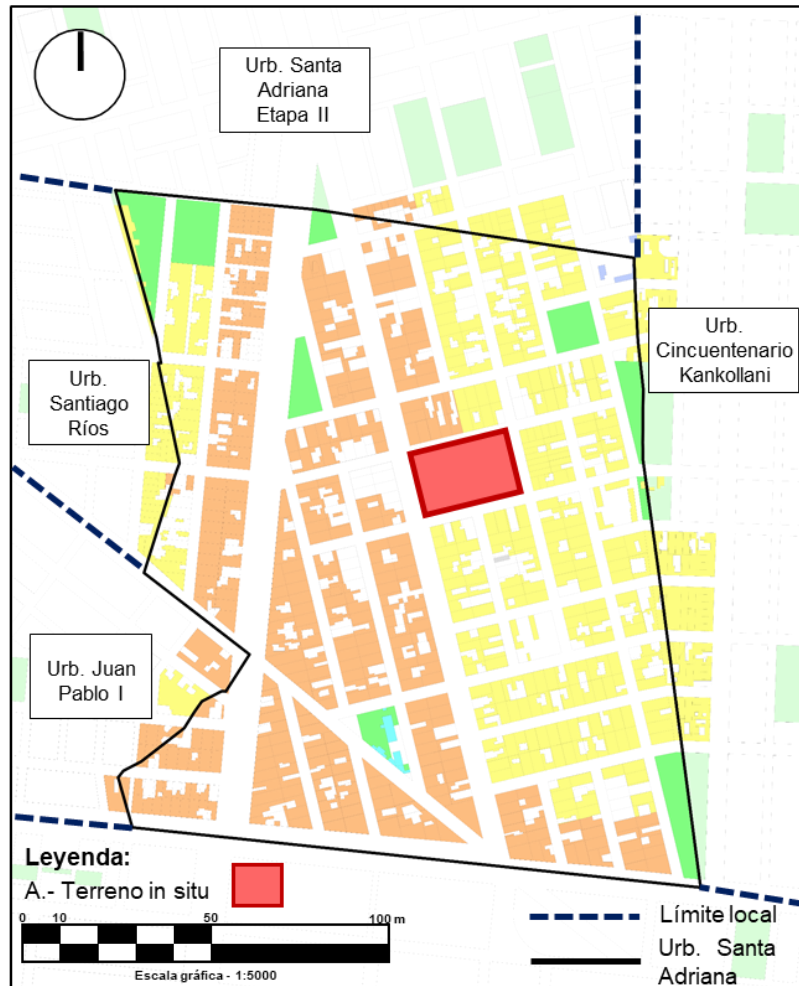 Urb. Santa
Adriana
Etapa II
Urb.
Cincuentenario
Kankollani
Urb.
Santiago
Ríos
Urb. Juan
Pablo I
Leyenda:
A.- Terreno in situ
0 10 50 100 m
Escala gráfica - 1:5000
Límite local
Urb. Santa
Adriana